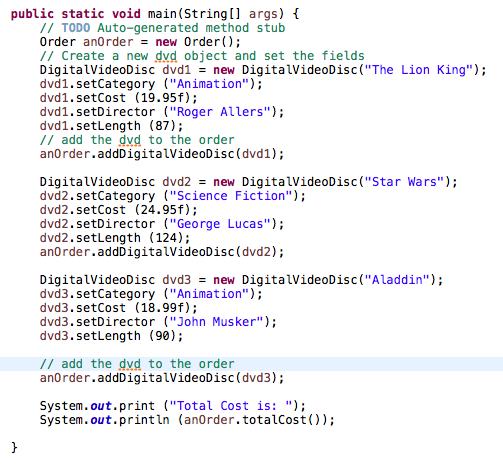 public static void main(String[] args) {
// TODO Auto-generated method stub
Order anOrder = new Order();
// Create a new dvd object and set the fields
DigitalVideoDisc dvd1 = new DigitalVideoDisc("The Lion King");
dvd1.setCategory ("Animation");
dvd1.setCost (19.95f);
dvd1.setDirector ("Roger Allers");
dvd1.setLength (87);
// add the dvd to the order
anOrder.addDigitalVideoDisc(dvd1);
DigitalVideoDisc dvd2 = new DigitalVideoDisc("Star Wars");
dvd2.setCategory ("Science Fiction");
dvd2.setCost (24.95f);
dvd2.setDirector ("George Lucas");
dvd2.setLength (124);
anOrder.addDigitalVideoDisc(dvd2);
DigitalVideoDisc dvd3 = new DigitalVideoDisc("Aladdin");
dvd3.setCategory ("Animation");
dvd3.setCost (18.99f);
dvd3.setDirector ("John Musker");
dvd3.setLength (90);
// add the dvd to the order
anOrder.addDigitalVideoDisc(dvd3);
System.out.print ("Total Cost is: ");
System.out.println (anOrder.totalCost());
}